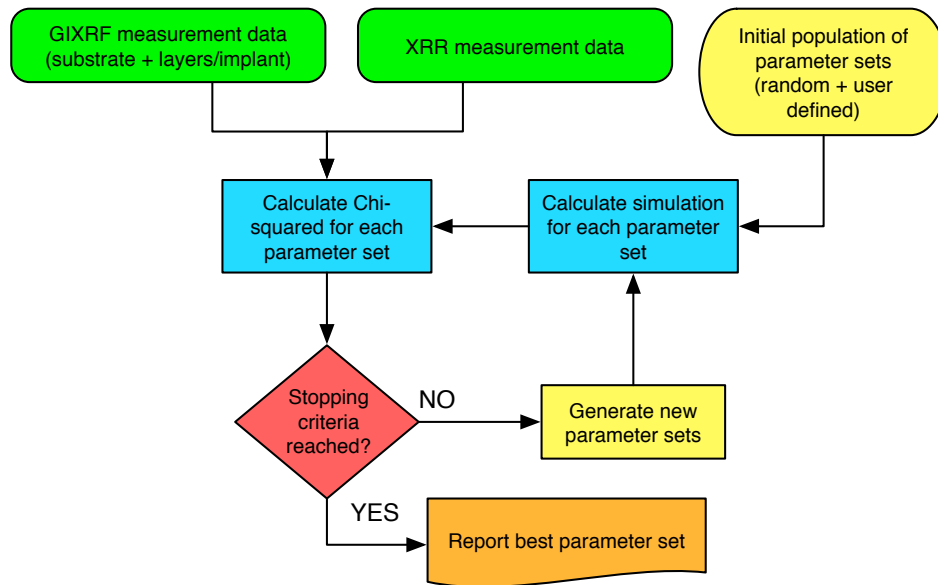 GIXRF measurement data
(substrate + layers/implant)
XRR measurement data
Initial population of
parameter sets
(random + user
defined)
Calculate Chi-
squared for each
parameter set
Calculate simulation
for each parameter
set
Stopping
criteria
reached?
NO
Generate new
parameter sets
YES
Report best parameter set